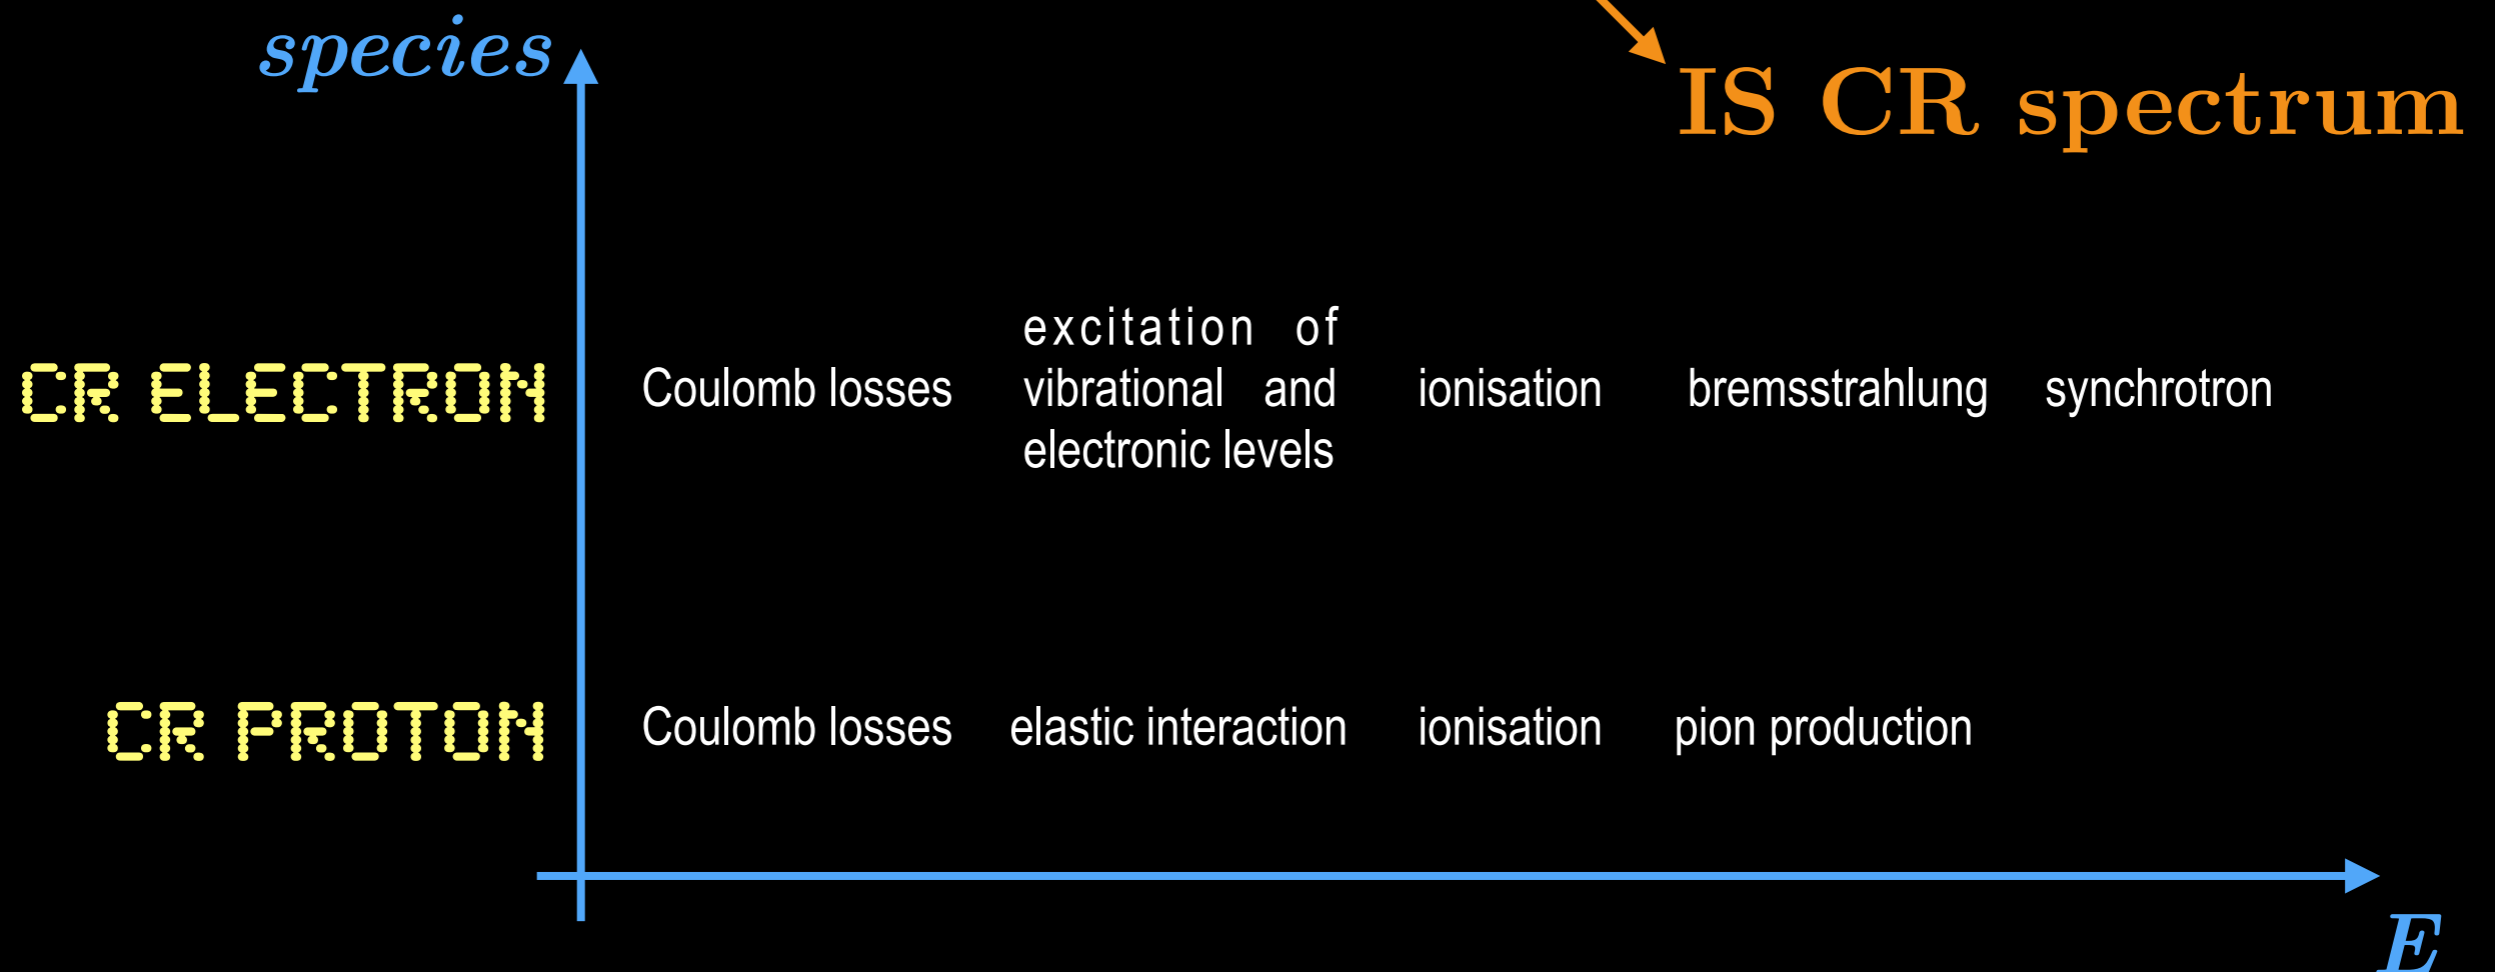 species
IS CR spectrum
excitation of
CR ELECTRON Coulomb losses vibrational and ionisation bremsstrahlung synchrotron
electronic levels
CR PROTON Coulomb losses elastic interaction ionisation pion production
E